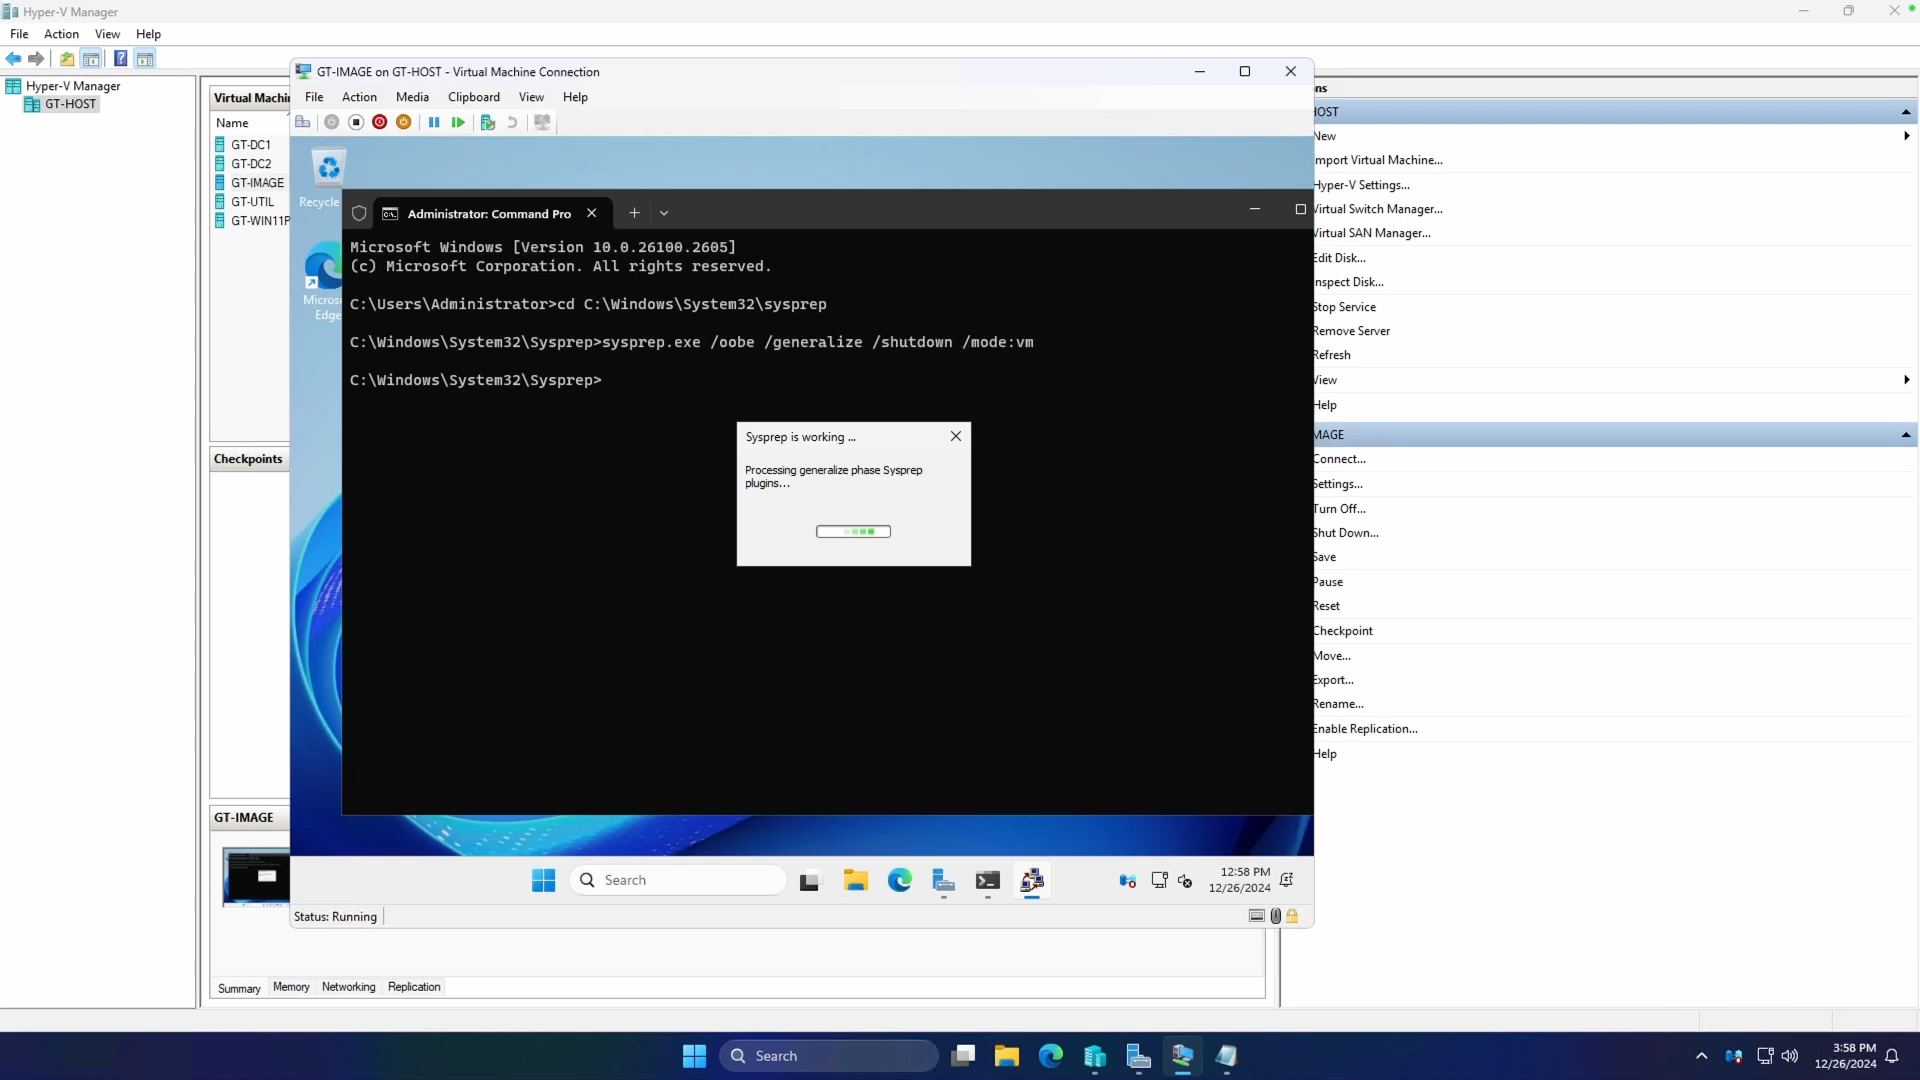 Hyper-V Manager
File Action View Help
Hyper-V Manager
GT-HOST
Virtual Machin
Name
GT-DC1
GT-DC2
GT-IMAGE
GT-UTIL
GT-WIN11P
Checkpoints
GT-IMAGE
GT-IMAGE on GT-HOST - Virtual Machine Connection
File Action Media Clipboard View Help
Recycle
Micros
Edge
Administrator: Command Pro
Microsoft Windows [Version 10.0.26100.2605]
(c) Microsoft Corporation. All rights reserved.
C:\Users\Administrator>cd C:\Windows\System32\sysprep
C:\Windows\System32\Sysprep>sysprep.exe /oobe /generalize /shutdown /mode:vm
C:\Windows\System32\Sysprep>
Sysprep is working ...
Processing generalize phase Sysprep
plugins...
Search
12:58 PM
12/26/2024
Status: Running
Summary Memory Networking Replication
ns
HOST
New
mport Virtual Machine...
Hyper-V Settings...
Virtual Switch Manager...
Virtual SAN Manager...
Edit Disk...
nspect Disk...
Stop Service
Remove Server
Refresh
View
Help
MAGE
Connect...
Settings...
Turn Off...
Shut Down...
Save
Pause
Reset
Checkpoint
Move...
Export...
Rename...
Enable Replication...
Help
Search
3:58 PM
12/26/2024